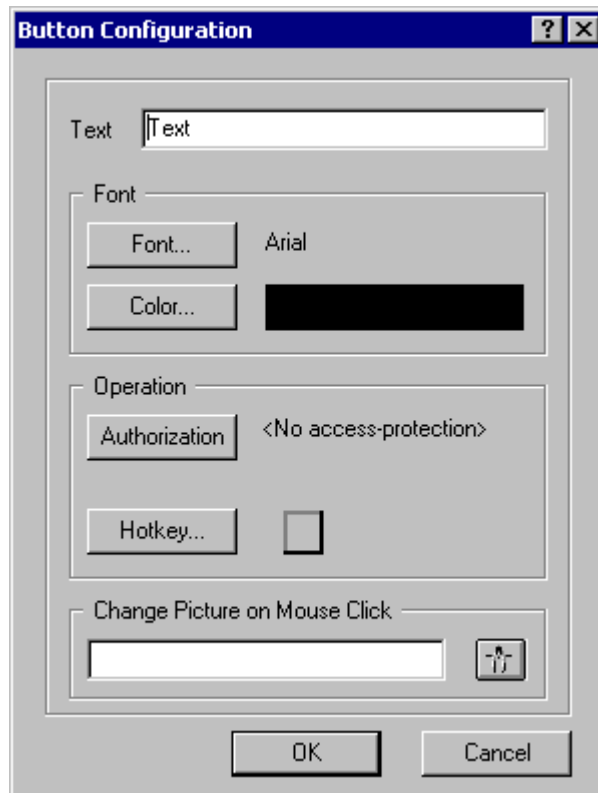 Button Configuration
Text Text
Font
Font... Arial
Color...
Operation
Authorization <No access-protection>
Hotkey...
Change Picture on Mouse Click
OK Cancel